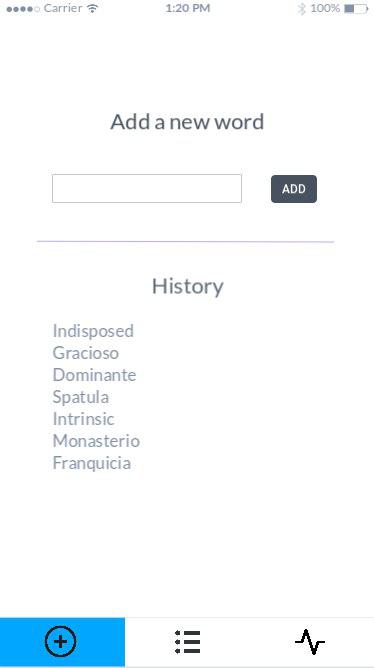 Carrier 1:20 PM 100%
Add a new word
ADD
History
Indisposed
Gracioso
Dominante
Spatula
Intrinsic
Monasterio
Franquicia